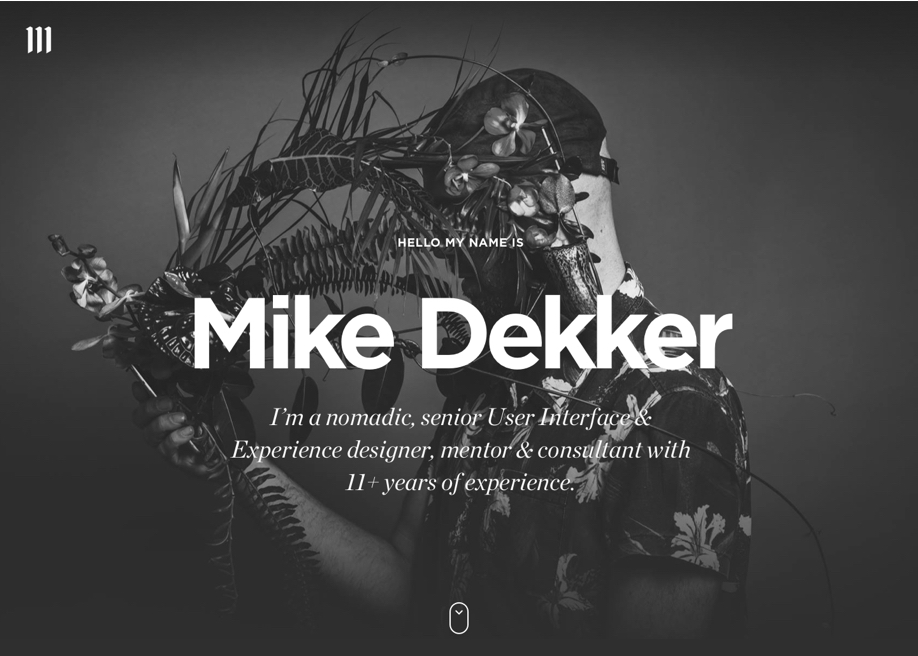 m
HELLO MY NAME IS
Mike Dekker
I'm a nomadic, senior User Interface &
Experience designer, mentor & consultant with
11+ years of experience.